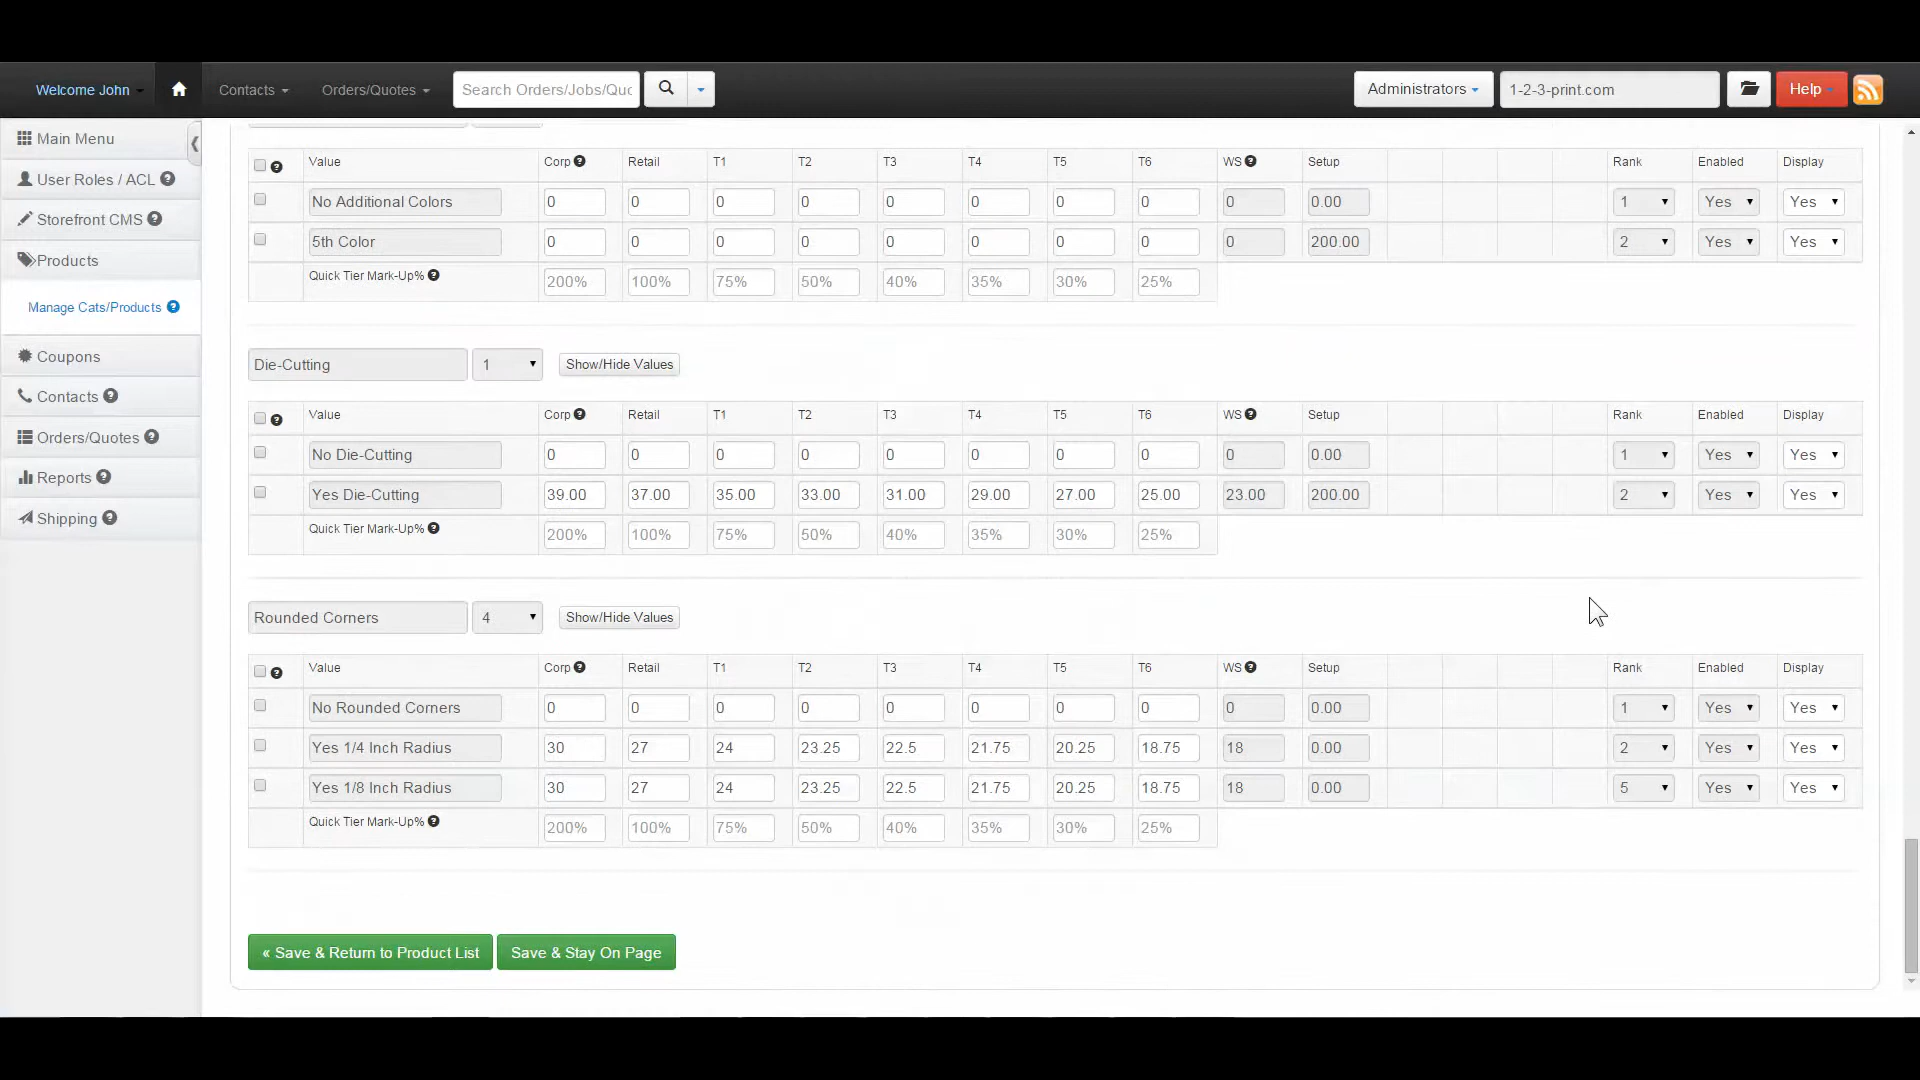 Welcome John Contacts Orders/Quotes Search Orders/Jobs/Quo Administrators 1-2-3-print.com Help
Main Menu
User Roles / ACL
Storefront CMS
Products
Manage Cats/Products
Coupons
Contacts
Orders/Quotes
Reports
Shipping
Value Corp Retail T1 T2 T3 T4 T5 T6 WS Setup Rank Enabled Display
No Additional Colors 0 0 0 0 0 0 0 0 0 0.00 1 Yes Yes
5th Color 0 0 0 0 0 0 0 0 0 200.00 2 Yes Yes
Quick Tier Mark-Up% 200% 100% 75% 50% 40% 35% 30% 25%
Die-Cutting 1 Show/Hide Values
Value Corp Retail T1 T2 T3 T4 T5 T6 WS Setup Rank Enabled Display
No Die-Cutting 0 0 0 0 0 0 0 0 0 0.00 1 Yes Yes
Yes Die-Cutting 39.00 37.00 35.00 33.00 31.00 29.00 27.00 25.00 23.00 200.00 2 Yes Yes
Quick Tier Mark-Up% 200% 100% 75% 50% 40% 35% 30% 25%
Rounded Corners 4 Show/Hide Values
Value Corp Retail T1 T2 T3 T4 T5 T6 WS Setup Rank Enabled Display
No Rounded Corners 0 0 0 0 0 0 0 0 0 0.00 1 Yes Yes
Yes 1/4 Inch Radius 30 27 24 23.25 22.5 21.75 20.25 18.75 18 0.00 2 Yes Yes
Yes 1/8 Inch Radius 30 27 24 23.25 22.5 21.75 20.25 18.75 18 0.00 5 Yes Yes
Quick Tier Mark-Up% 200% 100% 75% 50% 40% 35% 30% 25%
« Save & Return to Product List Save & Stay On Page